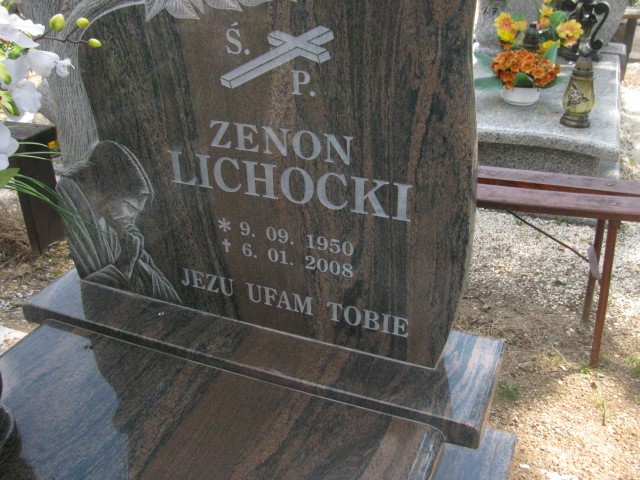 Ś.
P.
ZENON
LICHOCKI
* 9. 09. 1950
† 6. 01. 2008
JEZU UFAM TOBIE